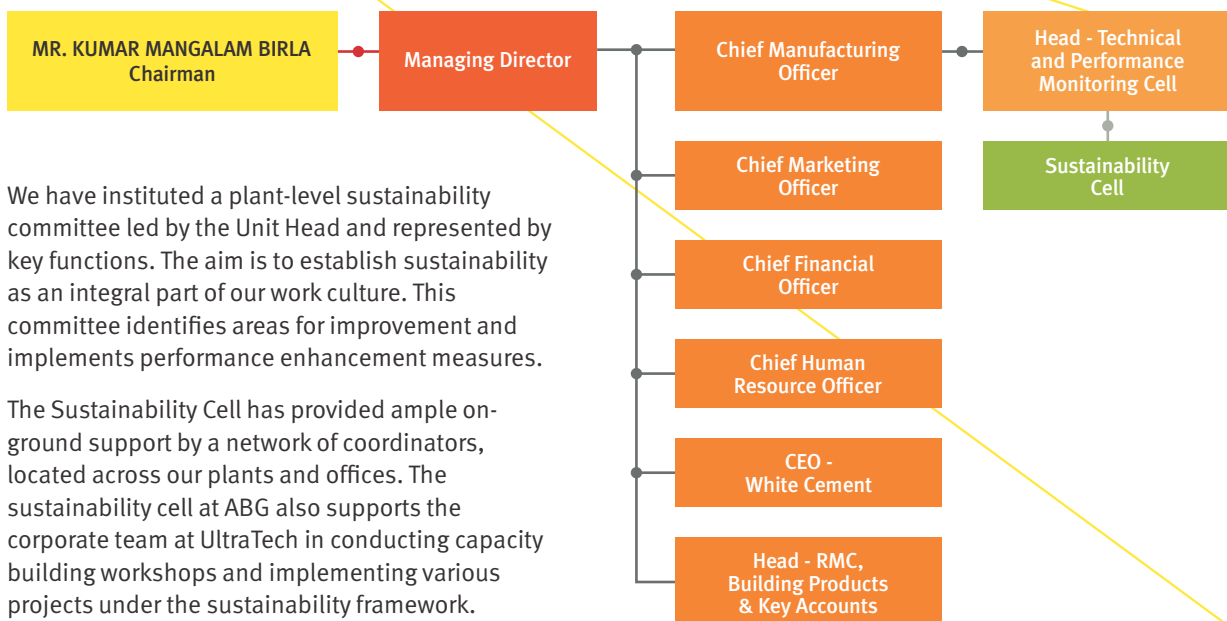 MR. KUMAR MANGALAM BIRLA
Chairman
Managing Director
Chief Manufacturing
Officer
Head - Technical
and Performance
Monitoring Cell
Chief Marketing
Officer
Sustainability
Cell
Chief Financial
Officer
Chief Human
Resource Officer
CEO -
White Cement
Head - RMC,
Building Products
& Key Accounts
We have instituted a plant-level sustainability
committee led by the Unit Head and represented by
key functions. The aim is to establish sustainability
as an integral part of our work culture. This
committee identifies areas for improvement and
implements performance enhancement measures.
The Sustainability Cell has provided ample on-
ground support by a network of coordinators,
located across our plants and offices. The
sustainability cell at ABG also supports the
corporate team at UltraTech in conducting capacity
building workshops and implementing various
projects under the sustainability framework.